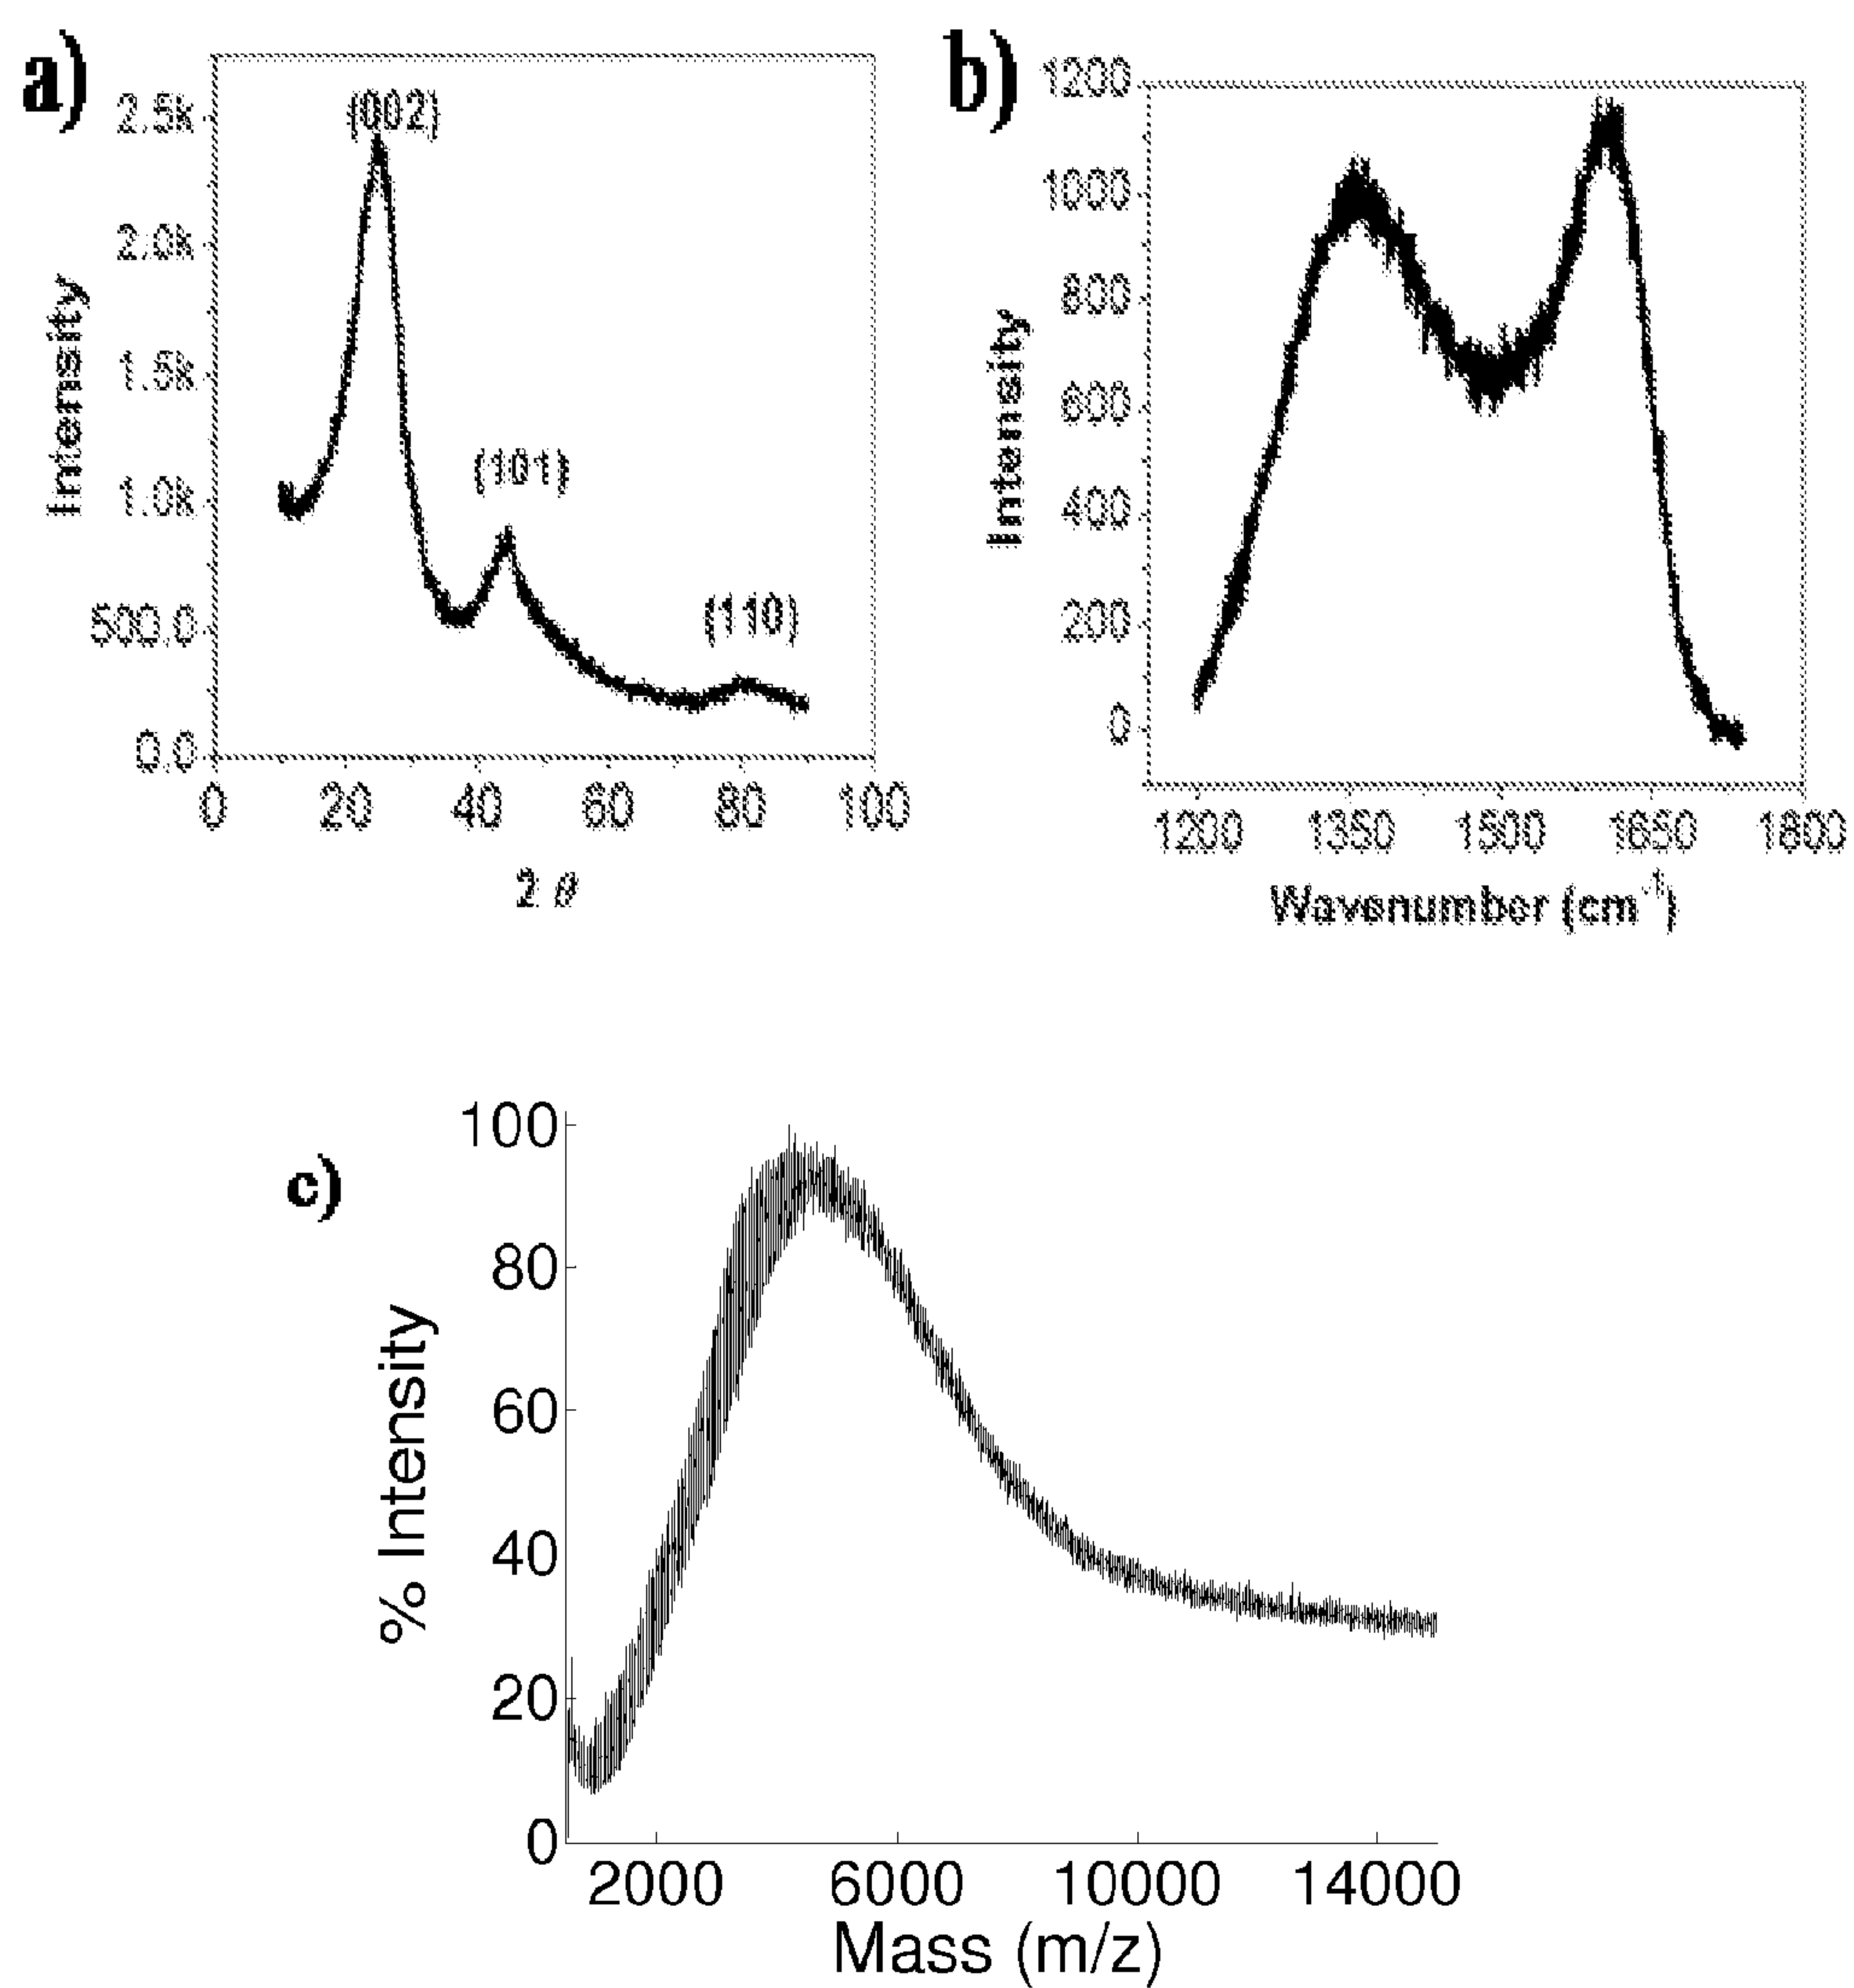 a)
(002)
(101)
(110)
2.5k
2.0k
1.5k
1.0k
500.0
0.0
Intensity
0 20 40 60 80 100
2 θ
b)
1200
1000
800
600
400
200
0
Intensity
1200 1350 1500 1650 1800
Wavenumber (cm⁻¹)
c)
100
80
60
40
20
0
% Intensity
2000 6000 10000 14000
Mass (m/z)